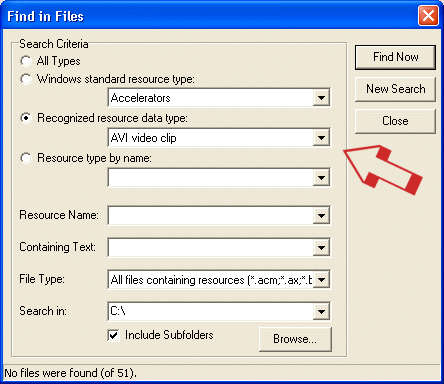 Find in Files
Search Criteria
All Types
Windows standard resource type:
Accelerators
Recognized resource data type:
AVI video clip
Resource type by name:
Resource Name:
Containing Text:
File Type: All files containing resources (*.acm;*.ax;*.b
Search in: C:\
Include Subfolders Browse...
Find Now
New Search
Close
No files were found (of 51).